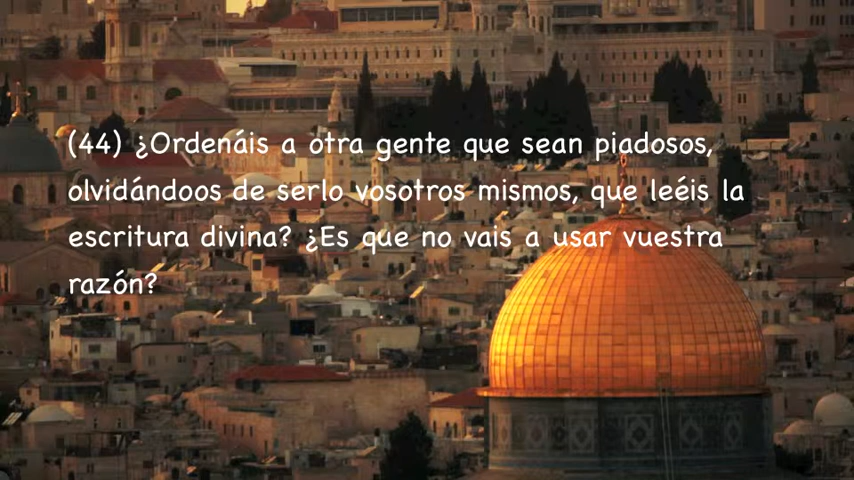 (44) ¿Ordenáis a otra gente que sean piadosos,
olvidándoos de serlo vosotros mismos, que leéis la
escritura divina? ¿Es que no vais a usar vuestra
razón?